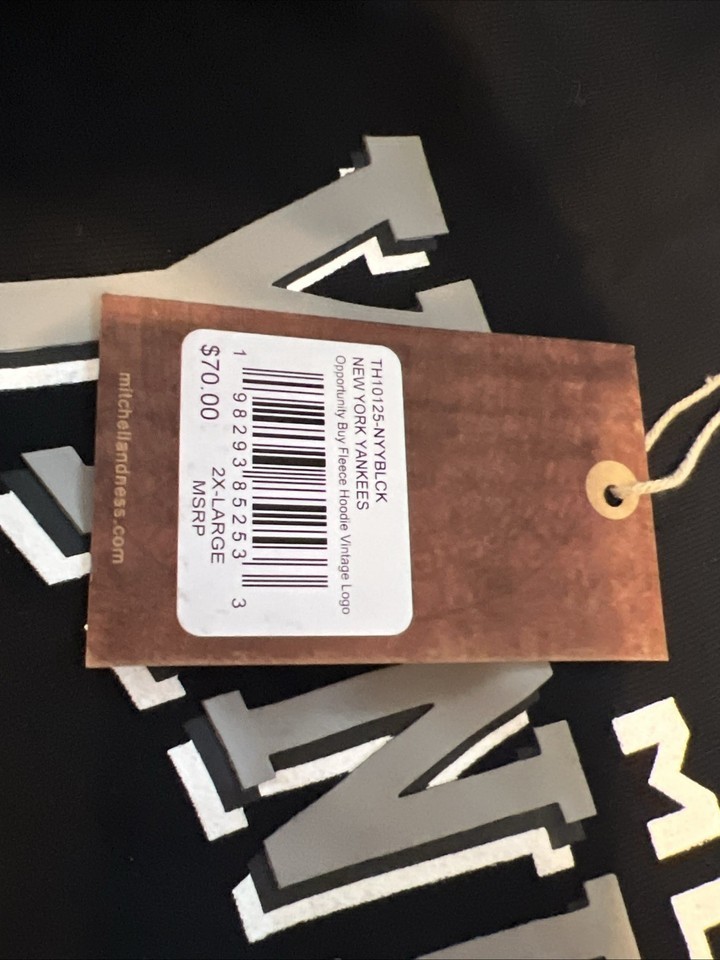 TH10125-NYYBLCK
NEW YORK YANKEES
Opportunity Buy Fleece Hoodie Vintage Logo
1 98293 85253 3
2X-LARGE
$70.00 MSRP
mitchellandness.com
Y
N
M